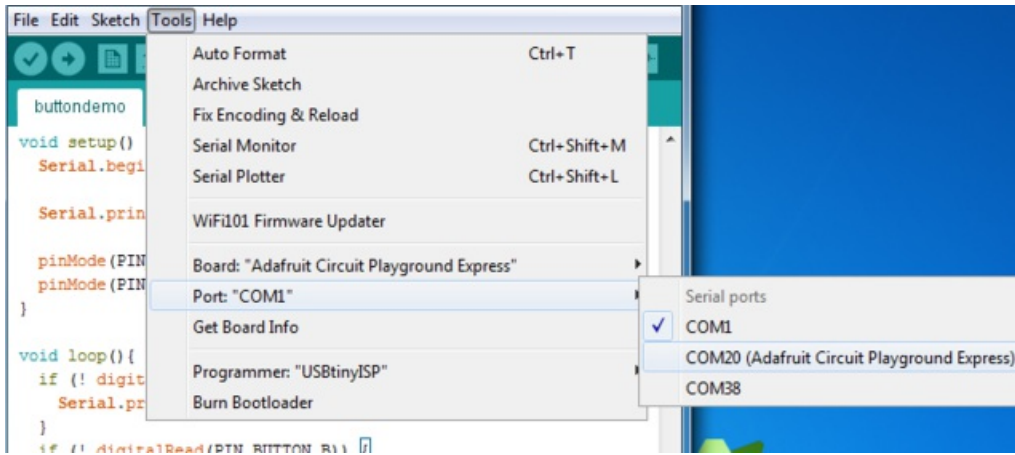 File Edit Sketch Tools Help
Auto Format Ctrl+T
Archive Sketch
Fix Encoding & Reload
Serial Monitor Ctrl+Shift+M
Serial Plotter Ctrl+Shift+L
WiFi101 Firmware Updater
Board: "Adafruit Circuit Playground Express"
Port: "COM1"
Get Board Info
Programmer: "USBtinyISP"
Burn Bootloader
Serial ports
COM1
COM20 (Adafruit Circuit Playground Express)
COM38
buttondemo
void setup()
Serial.begi
Serial.prin
pinMode(PIN
pinMode(PIN
}
void loop(){
if (! digit
Serial.pr
}
if (! digitalRead(PIN_BUTTON_B)) {